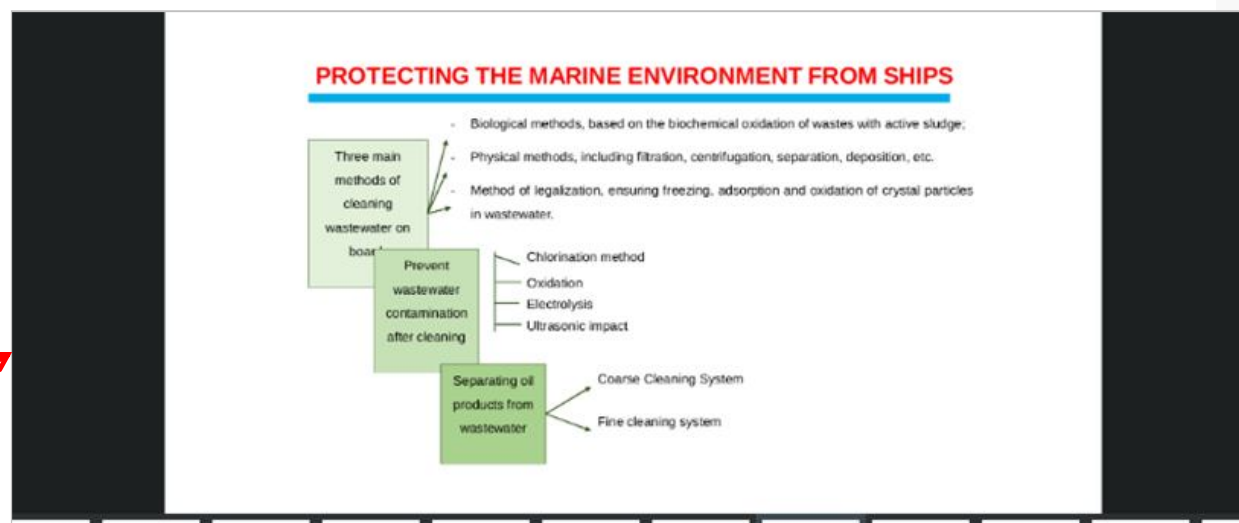 PROTECTING THE MARINE ENVIRONMENT FROM SHIPS
- Biological methods, based on the biochemical oxidation of wastes with active sludge;
- Physical methods, including filtration, centrifugation, separation, deposition, etc.
- Method of legalization, ensuring freezing, adsorption and oxidation of crystal particles
in wastewater.
Three main
methods of
cleaning
wastewater on
Prevent
wastewater
contamination
after cleaning
Chlorination method
Oxidation
Electrolysis
Ultrasonic impact
Separating oil
products from
wastewater
Coarse Cleaning System
Fine cleaning system